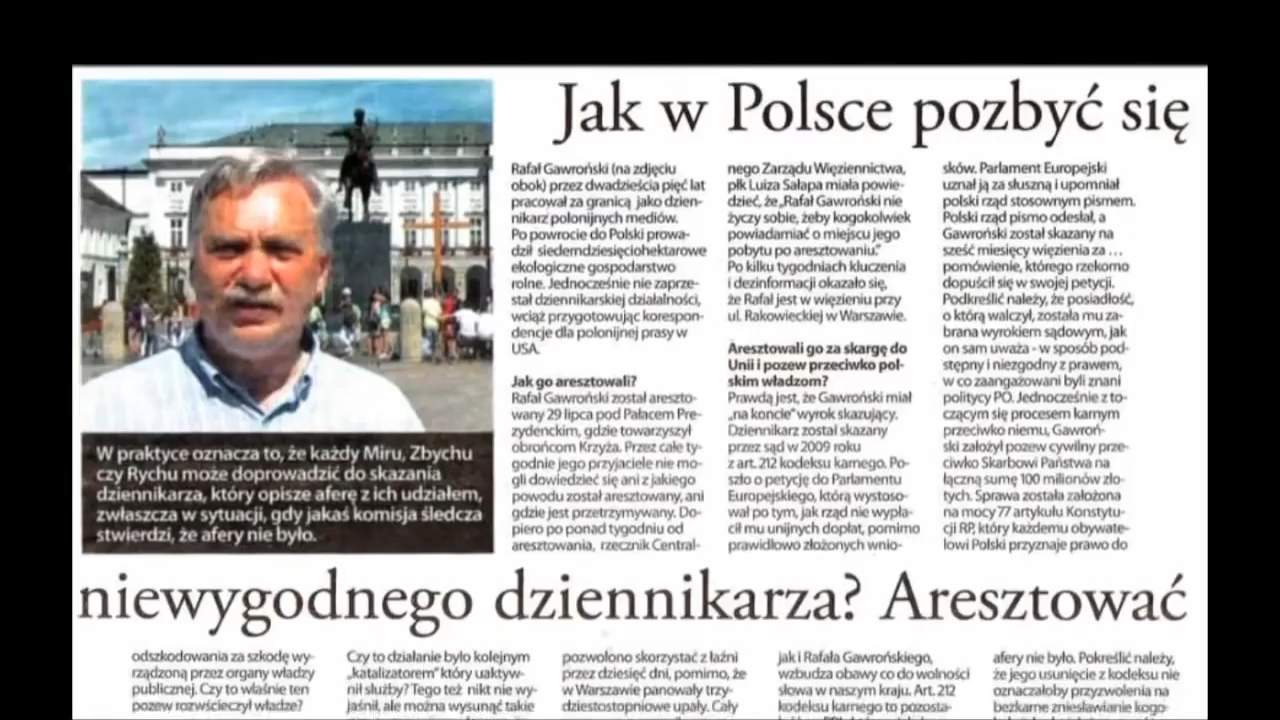 Jak w Polsce pozbyć się
Rafał Gawroński (na zdjęciu
obok) przez dwadzieścia pięć lat
pracował za granicą jako dzien-
nikarz polonijnych mediów.
Po powrocie do Polski prowa-
dził siedemdziesięciohektarowe
ekologiczne gospodarstwo
rolne. Jednocześnie nie zaprze-
stał dziennikarskiej działalności,
wciąż przygotowując korespon-
dencje dla polonijnej prasy w
USA.
Jak go aresztowali?
Rafał Gawroński został areszto-
wany 29 lipca pod Pałacem Pre-
zydenckim, gdzie towarzyszył
obrońcom Krzyża. Przez całe ty-
godnie jego przyjaciele nie mo-
gli dowiedzieć się ani z jakiego
powodu został aresztowany, ani
gdzie jest przetrzymywany. Do-
piero po ponad tygodniu od
aresztowania, rzecznik Central-
nego Zarządu Więziennictwa,
płk Luiza Sałapa miała powie-
dzieć, że „Rafał Gawroński nie
życzy sobie, żeby kogokolwiek
powiadamiać o miejscu jego
pobytu po aresztowaniu."
Po kilku tygodniach kluczenia
i dezinformacji okazało się,
że Rafał jest w więzieniu przy
ul. Rakowieckiej w Warszawie.
Aresztowali go za skargę do
Unii i pozew przeciwko pol-
skim władzom?
Prawdą jest, że Gawroński miał
„na koncie" wyrok skazujący.
Dziennikarz został skazany
przez sąd w 2009 roku
z art. 212 kodeksu karnego. Po-
szło o petycję do Parlamentu
Europejskiego, którą wystoso-
wał po tym, jak rząd nie wypła-
cił mu unijnych dopłat, pomimo
prawidłowo złożonych wnio-
sków. Parlament Europejski
uznał ją za słuszną i upomniał
polski rząd stosownym pismem.
Polski rząd pismo odesłał, a
Gawroński został skazany na
sześć miesięcy więzienia za ...
pomówienie, którego rzekomo
dopuścił się w swojej petycji.
Podkreślić należy, że posiadłość,
o którą walczył, została mu za-
brana wyrokiem sądowym, jak
on sam uważa - w sposób pod-
stępny i niezgodny z prawem,
w co zaangażowani byli znani
politycy PO. Jednocześnie z to-
czącym się procesem karnym
przeciwko niemu, Gawroń-
ski założył pozew cywilny prze-
ciwko Skarbowi Państwa na
łączną sumę 100 milionów zło-
tych. Sprawa została założona
na mocy 77 artykułu Konstytu-
cji RP, który każdemu obywate-
lowi Polski przyznaje prawo do
W praktyce oznacza to, że każdy Miru, Zbychu
czy Rychu może doprowadzić do skazania
dziennikarza, który opisze aferę z ich udziałem,
zwłaszcza w sytuacji, gdy jakaś komisja śledcza
stwierdzi, że afery nie było.
niewygodnego dziennikarza? Aresztować
odszkodowania za szkodę wy-
rządzoną przez organy władzy
publicznej. Czy to właśnie ten
pozew rozwścieczył władze?
Czy to działanie było kolejnym
„katalizatorem" który uaktyw-
nił służby? Tego też nikt nie wy-
jaśnił, ale można wysunąć takie
pozwolono skorzystać z łaźni
przez dziesięć dni, pomimo, że
w Warszawie panowały trzy-
dziestostopniowe upały. Cały
jak i Rafała Gawrońskiego,
wzbudza obawy co do wolności
słowa w naszym kraju. Art. 212
kodeksu karnego to pozosta-
afery nie było. Pokreślić należy,
że jego usunięcie z kodeksu nie
oznaczałoby przyzwolenia na
bezkarne zniesławianie kogo-